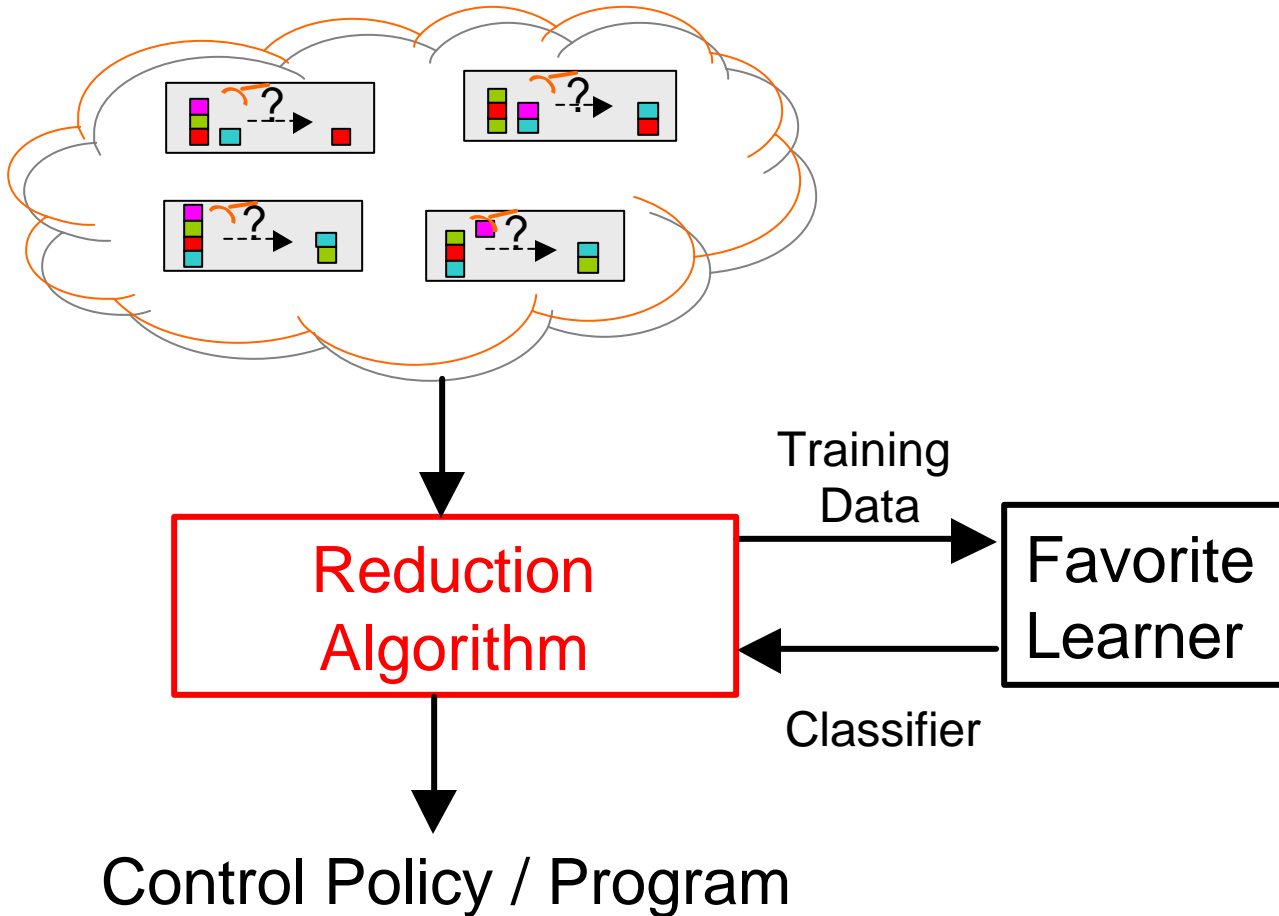 ?
?
?
?
Training
Data
Reduction
Algorithm
Favorite
Learner
Classifier
Control Policy / Program